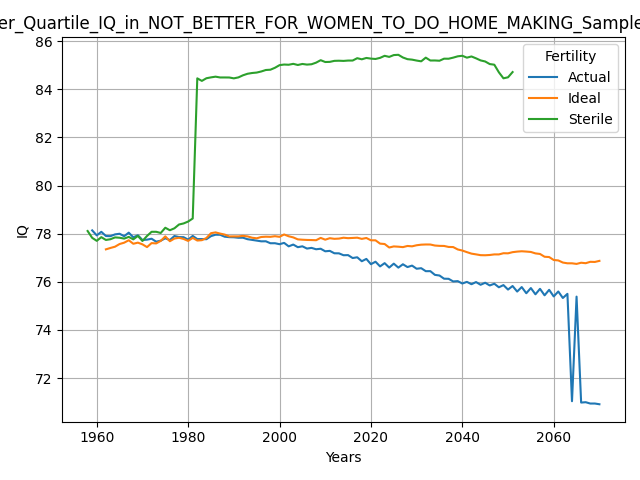 er_Quartile_IQ_in_NOT_BETTER_FOR_WOMEN_TO_DO_HOME_MAKING_Sample
86
84
82
80
78
76
74
72
IQ
Fertility
Actual
Ideal
Sterile
1960 1980 2000 2020 2040 2060
Years